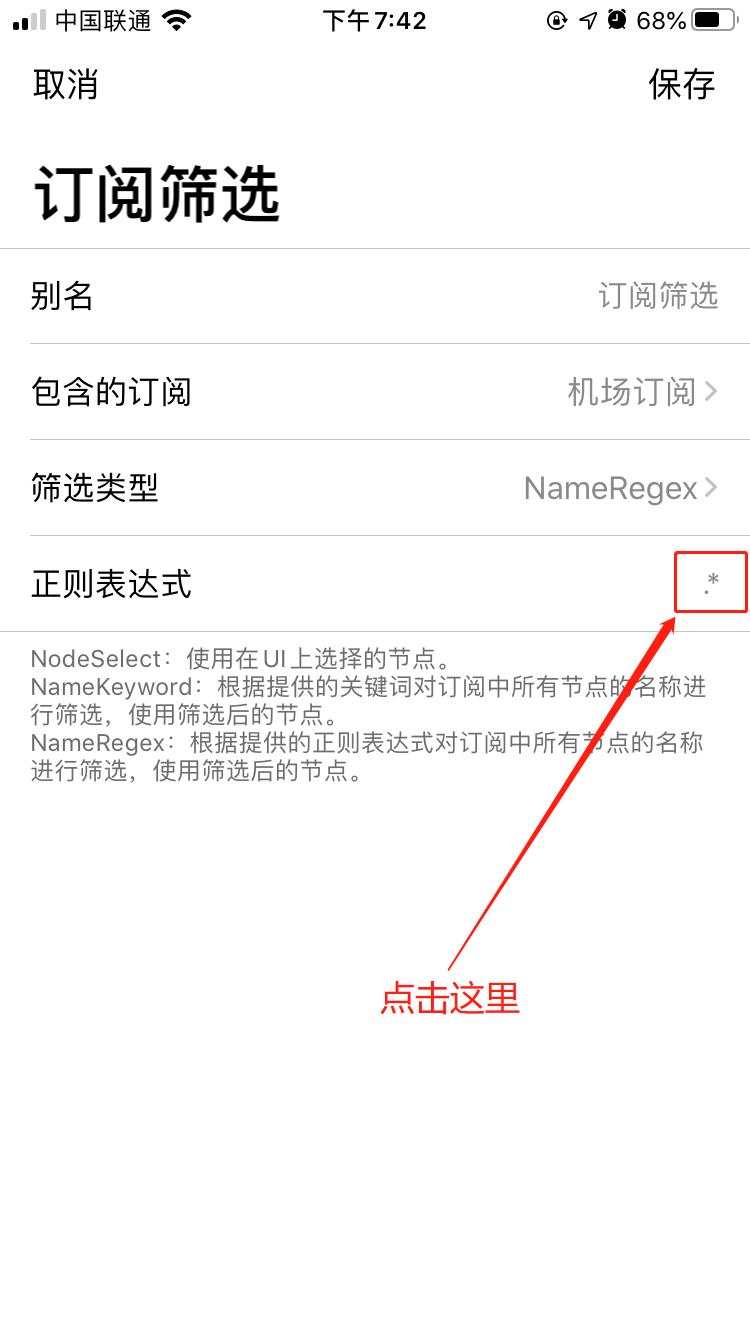 中国联通 下午7:42 68%
取消 保存
订阅筛选
别名 订阅筛选
包含的订阅 机场订阅
筛选类型 NameRegex
正则表达式 .*
NodeSelect：使用在UI上选择的节点。
NameKeyword：根据提供的关键词对订阅中所有节点的名称进
行筛选，使用筛选后的节点。
NameRegex：根据提供的正则表达式对订阅中所有节点的名称
进行筛选，使用筛选后的节点。
点击这里